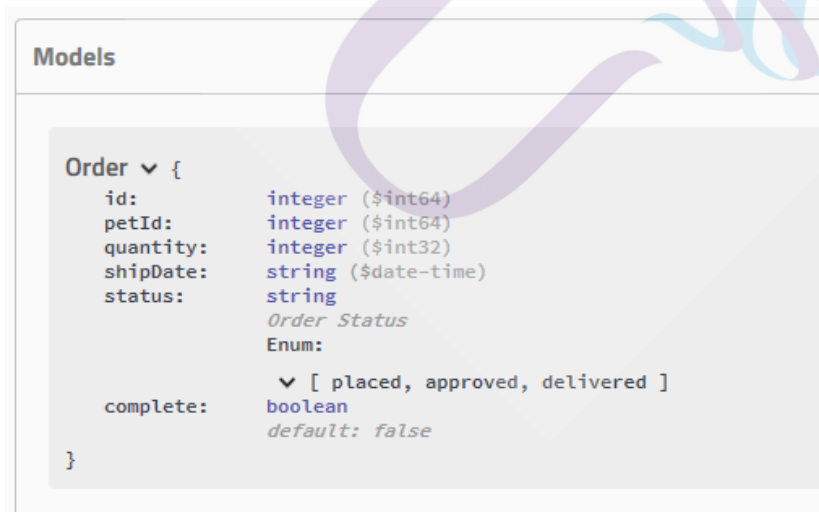 Models
Order {
id: integer ($int64)
petId: integer ($int64)
quantity: integer ($int32)
shipDate: string ($date-time)
status: string
Order Status
Enum:
[ placed, approved, delivered ]
complete: boolean
default: false
}